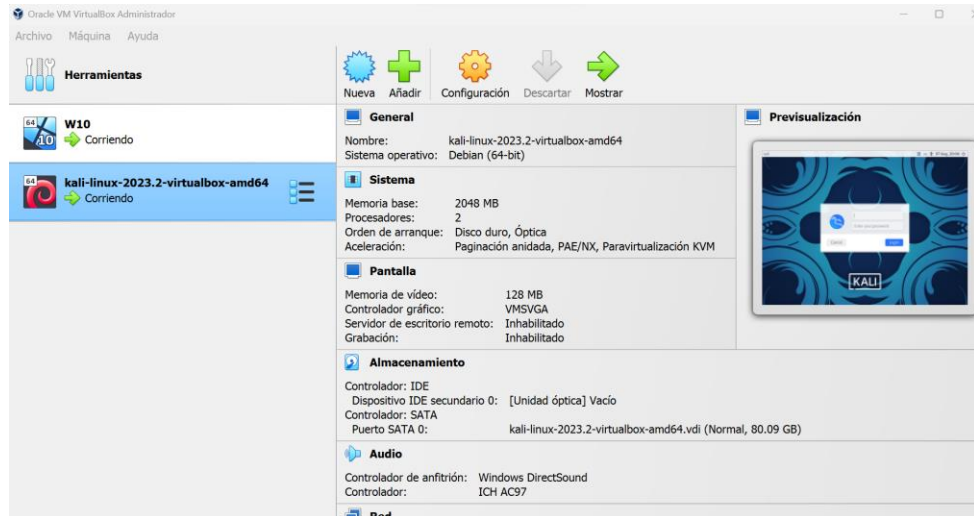 Oracle VM VirtualBox Administrador
Archivo Máquina Ayuda
Herramientas
Nueva Añadir Configuración Descartar Mostrar
64 W10
10 Corriendo
64 kali-linux-2023.2-virtualbox-amd64
Corriendo
General
Nombre: kali-linux-2023.2-virtualbox-amd64
Sistema operativo: Debian (64-bit)
Sistema
Memoria base: 2048 MB
Procesadores: 2
Orden de arranque: Disco duro, Óptica
Aceleración: Paginación anidada, PAE/NX, Paravirtualización KVM
Pantalla
Memoria de vídeo: 128 MB
Controlador gráfico: VMSVGA
Servidor de escritorio remoto: Inhabilitado
Grabación: Inhabilitado
Almacenamiento
Controlador: IDE
Dispositivo IDE secundario 0: [Unidad óptica] Vacío
Controlador: SATA
Puerto SATA 0: kali-linux-2023.2-virtualbox-amd64.vdi (Normal, 80.09 GB)
Audio
Controlador de anfitrión: Windows DirectSound
Controlador: ICH AC97
Red
Previsualización
KALI